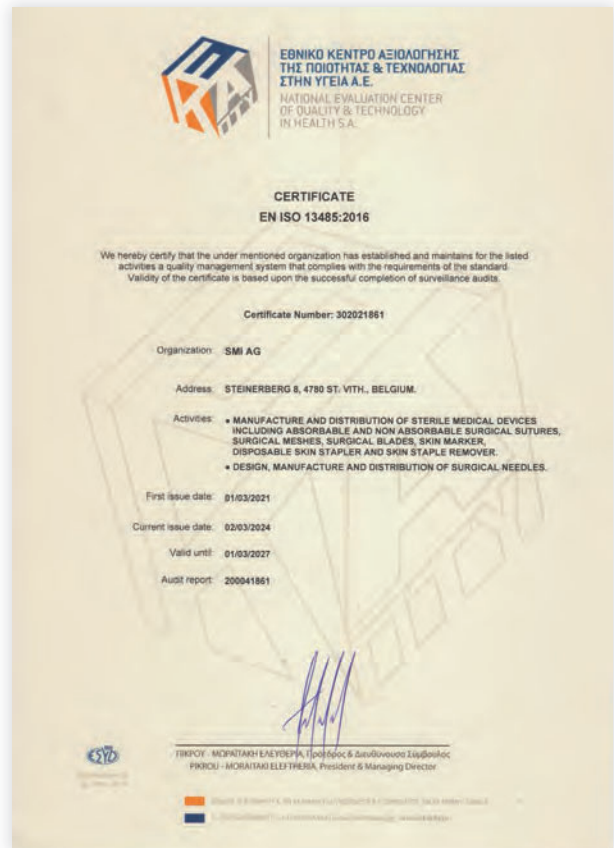 ΕΚΑ
ΕΘΝΙΚΟ ΚΕΝΤΡΟ ΑΞΙΟΛΟΓΗΣΗΣ
ΤΗΣ ΠΟΙΟΤΗΤΑΣ & ΤΕΧΝΟΛΟΓΙΑΣ
ΣΤΗΝ ΥΓΕΙΑ Α.Ε.
NATIONAL EVALUATION CENTER
OF QUALITY & TECHNOLOGY
IN HEALTH S.A.
CERTIFICATE
EN ISO 13485:2016
We hereby certify that the under mentioned organization has established and maintains for the listed
activities a quality management system that complies with the requirements of the standard.
Validity of the certificate is based upon the successful completion of surveillance audits.
Certificate Number: 302021861
Organization: SMI AG
Address: STEINERBERG 8, 4780 ST. VITH., BELGIUM.
Activities: • MANUFACTURE AND DISTRIBUTION OF STERILE MEDICAL DEVICES
INCLUDING ABSORBABLE AND NON ABSORBABLE SURGICAL SUTURES,
SURGICAL MESHES, SURGICAL BLADES, SKIN MARKER,
DISPOSABLE SKIN STAPLER AND SKIN STAPLE REMOVER.
• DESIGN, MANUFACTURE AND DISTRIBUTION OF SURGICAL NEEDLES.
First issue date: 01/03/2021
Current issue date: 02/03/2024
Valid until: 01/03/2027
Audit report: 200041861
ΕΣΥΔ
ΠΙΚΡΟΥ - ΜΟΡΑΪΤΑΚΗ ΕΛΕΥΘΕΡΙΑ, Πρόεδρος & Διευθύνουσα Σύμβουλος
PIKROU - MORAITAKI ELEFTHERIA, President & Managing Director